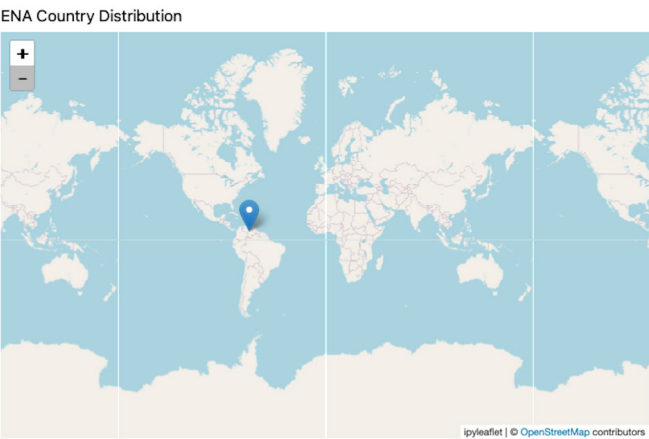 ENA Country Distribution
+
−
ipyleaflet | © OpenStreetMap contributors